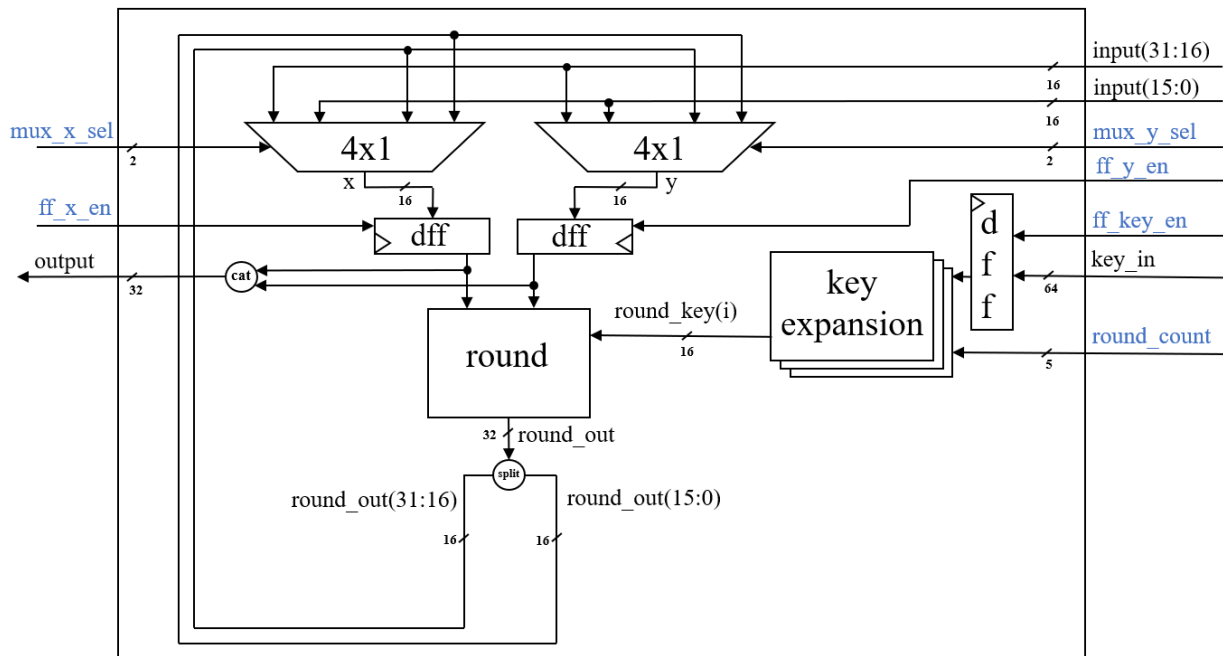 input(31:16)
16
input(15:0)
16
mux_x_sel
2
4x1
4x1
mux_y_sel
2
x
16
y
16
ff_y_en
ff_x_en
dff
dff
d
f
f
ff_key_en
output
32
cat
key_in
64
key
expansion
round_key(i)
16
round_count
5
round
32
round_out
split
round_out(31:16)
round_out(15:0)
16
16